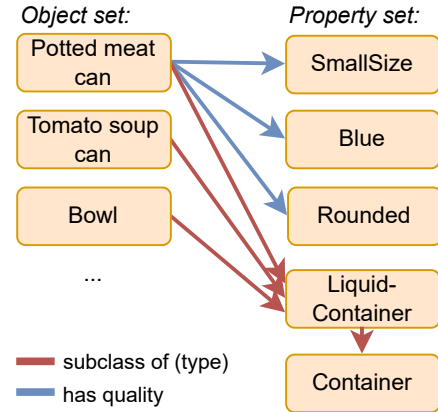 Object set:
Property set:
Potted meat
can
SmallSize
Tomato soup
can
Blue
Bowl
Rounded
...
Liquid-
Container
subclass of (type)
has quality
Container